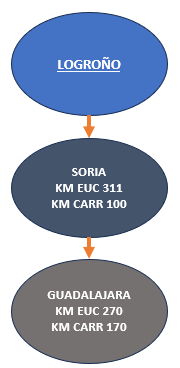 LOGROÑO
SORIA
KM EUC 311
KM CARR 100
GUADALAJARA
KM EUC 270
KM CARR 170